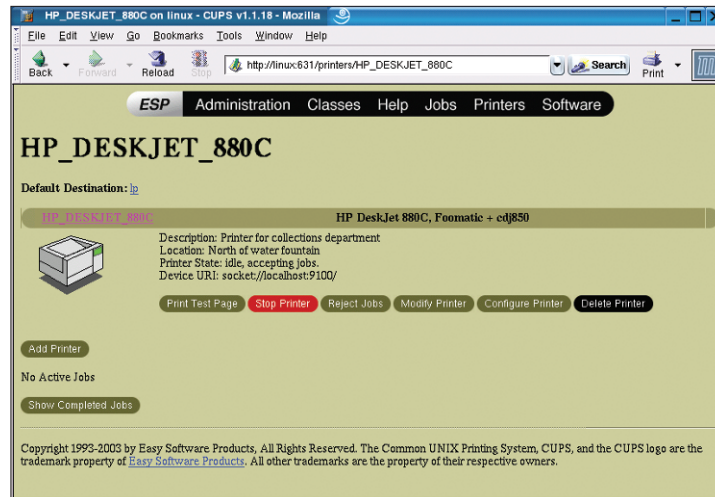 HP_DESKJET_880C on linux - CUPS v1.1.18 - Mozilla
File Edit View Go Bookmarks Tools Window Help
Back Forward Reload Stop http://linux:631/printers/HP_DESKJET_880C Search Print
ESP Administration Classes Help Jobs Printers Software
HP_DESKJET_880C
Default Destination: lp
HP_DESKJET_880C HP DeskJet 880C, Foomatic + cdj850
Description: Printer for collections department
Location: North of water fountain
Printer State: idle, accepting jobs.
Device URI: socket://localhost:9100/
Print Test Page Stop Printer Reject Jobs Modify Printer Configure Printer Delete Printer
Add Printer
No Active Jobs
Show Completed Jobs
Copyright 1993-2003 by Easy Software Products, All Rights Reserved. The Common UNIX Printing System, CUPS, and the CUPS logo are the
trademark property of Easy Software Products. All other trademarks are the property of their respective owners.